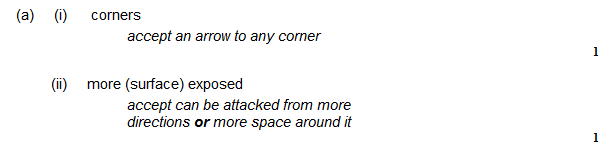 (a) (i) corners
accept an arrow to any corner
1
(ii) more (surface) exposed
accept can be attacked from more
directions or more space around it
1